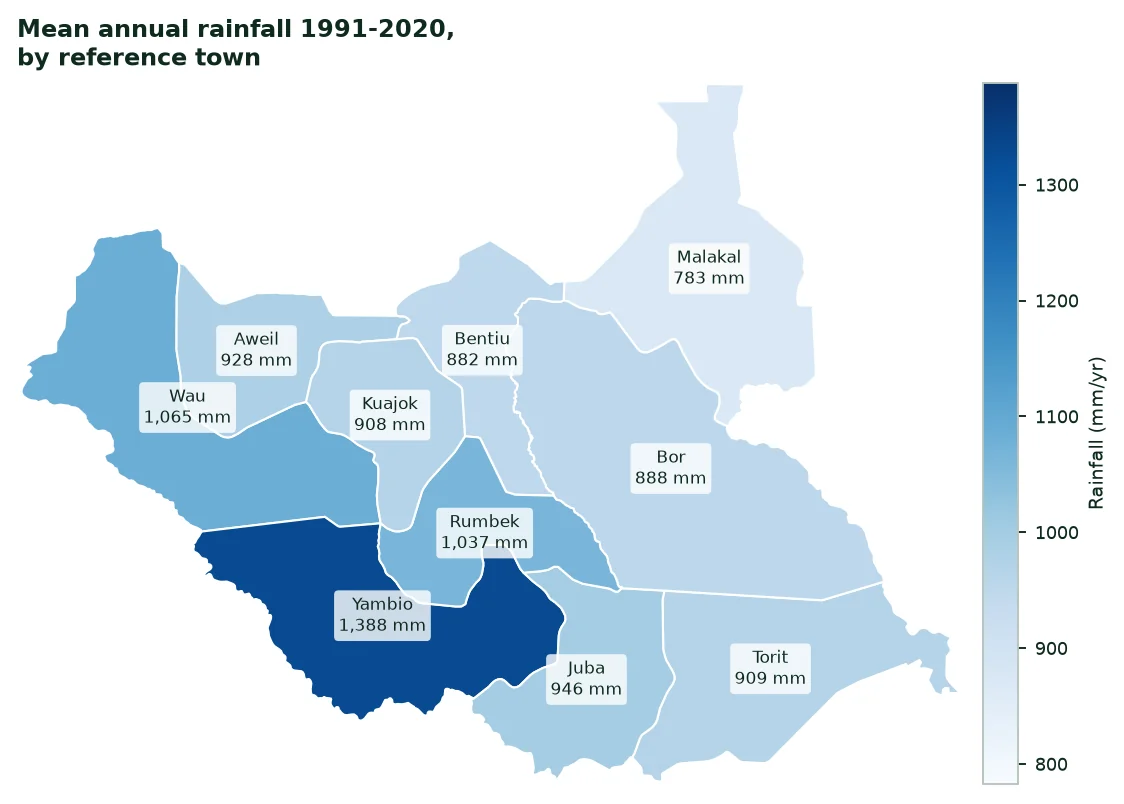 Mean annual rainfall 1991-2020,
by reference town
Malakal
783 mm
Aweil
928 mm
Bentiu
882 mm
Wau
1,065 mm
Kuajok
908 mm
Bor
888 mm
Rumbek
1,037 mm
Yambio
1,388 mm
Juba
946 mm
Torit
909 mm
1300
1200
1100
1000
900
800
Rainfall (mm/yr)